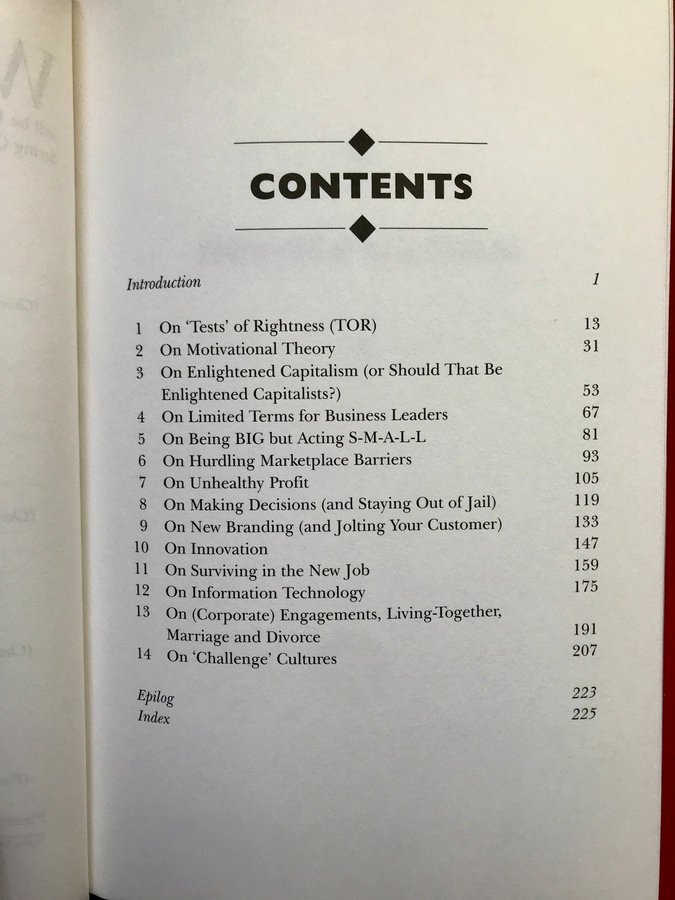 CONTENTS
Introduction 1
1 On ‘Tests’ of Rightness (TOR) 13
2 On Motivational Theory 31
3 On Enlightened Capitalism (or Should That Be
Enlightened Capitalists?) 53
4 On Limited Terms for Business Leaders 67
5 On Being BIG but Acting S-M-A-L-L 81
6 On Hurdling Marketplace Barriers 93
7 On Unhealthy Profit 105
8 On Making Decisions (and Staying Out of Jail) 119
9 On New Branding (and Jolting Your Customer) 133
10 On Innovation 147
11 On Surviving in the New Job 159
12 On Information Technology 175
13 On (Corporate) Engagements, Living-Together,
Marriage and Divorce 191
14 On ‘Challenge’ Cultures 207
Epilog 223
Index 225